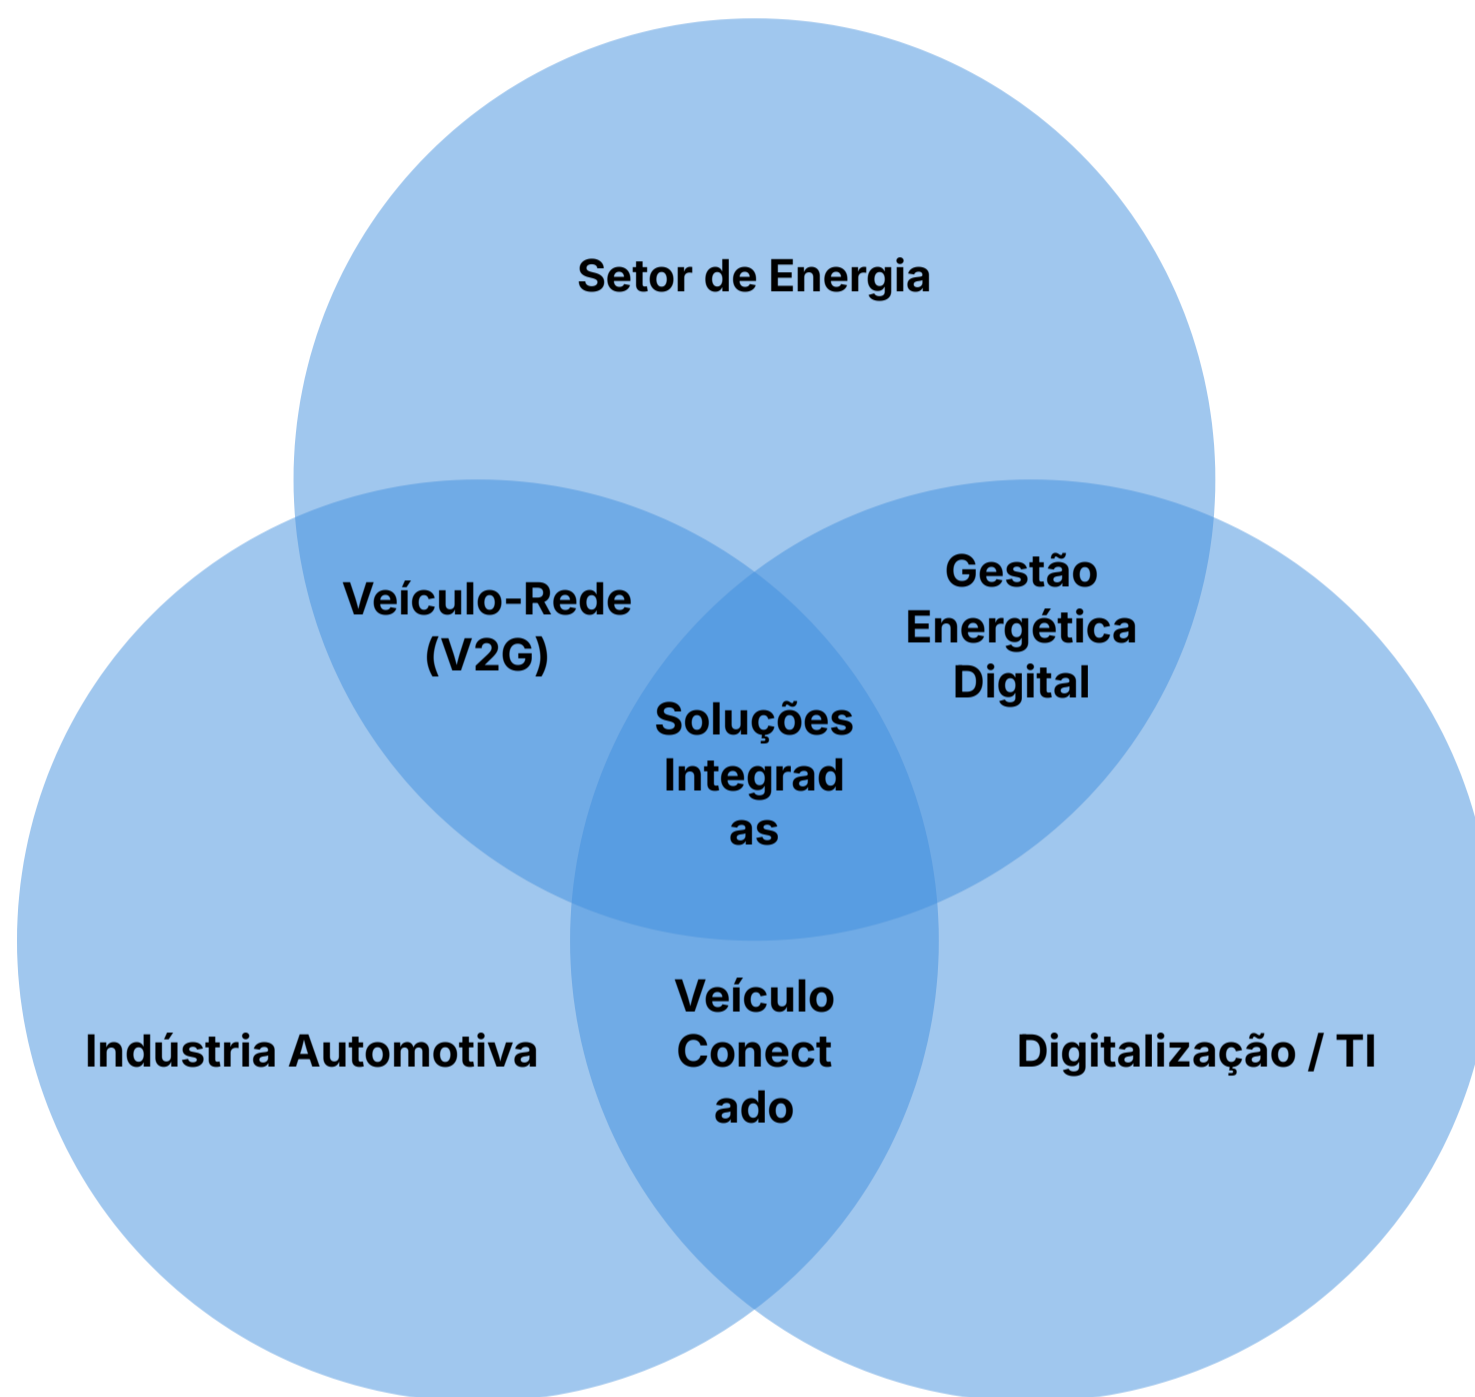 Setor de Energia
Veículo-Rede
(V2G)
Gestão
Energética
Digital
Soluções
Integrad
as
Indústria Automotiva
Veículo
Conect
ado
Digitalização / TI